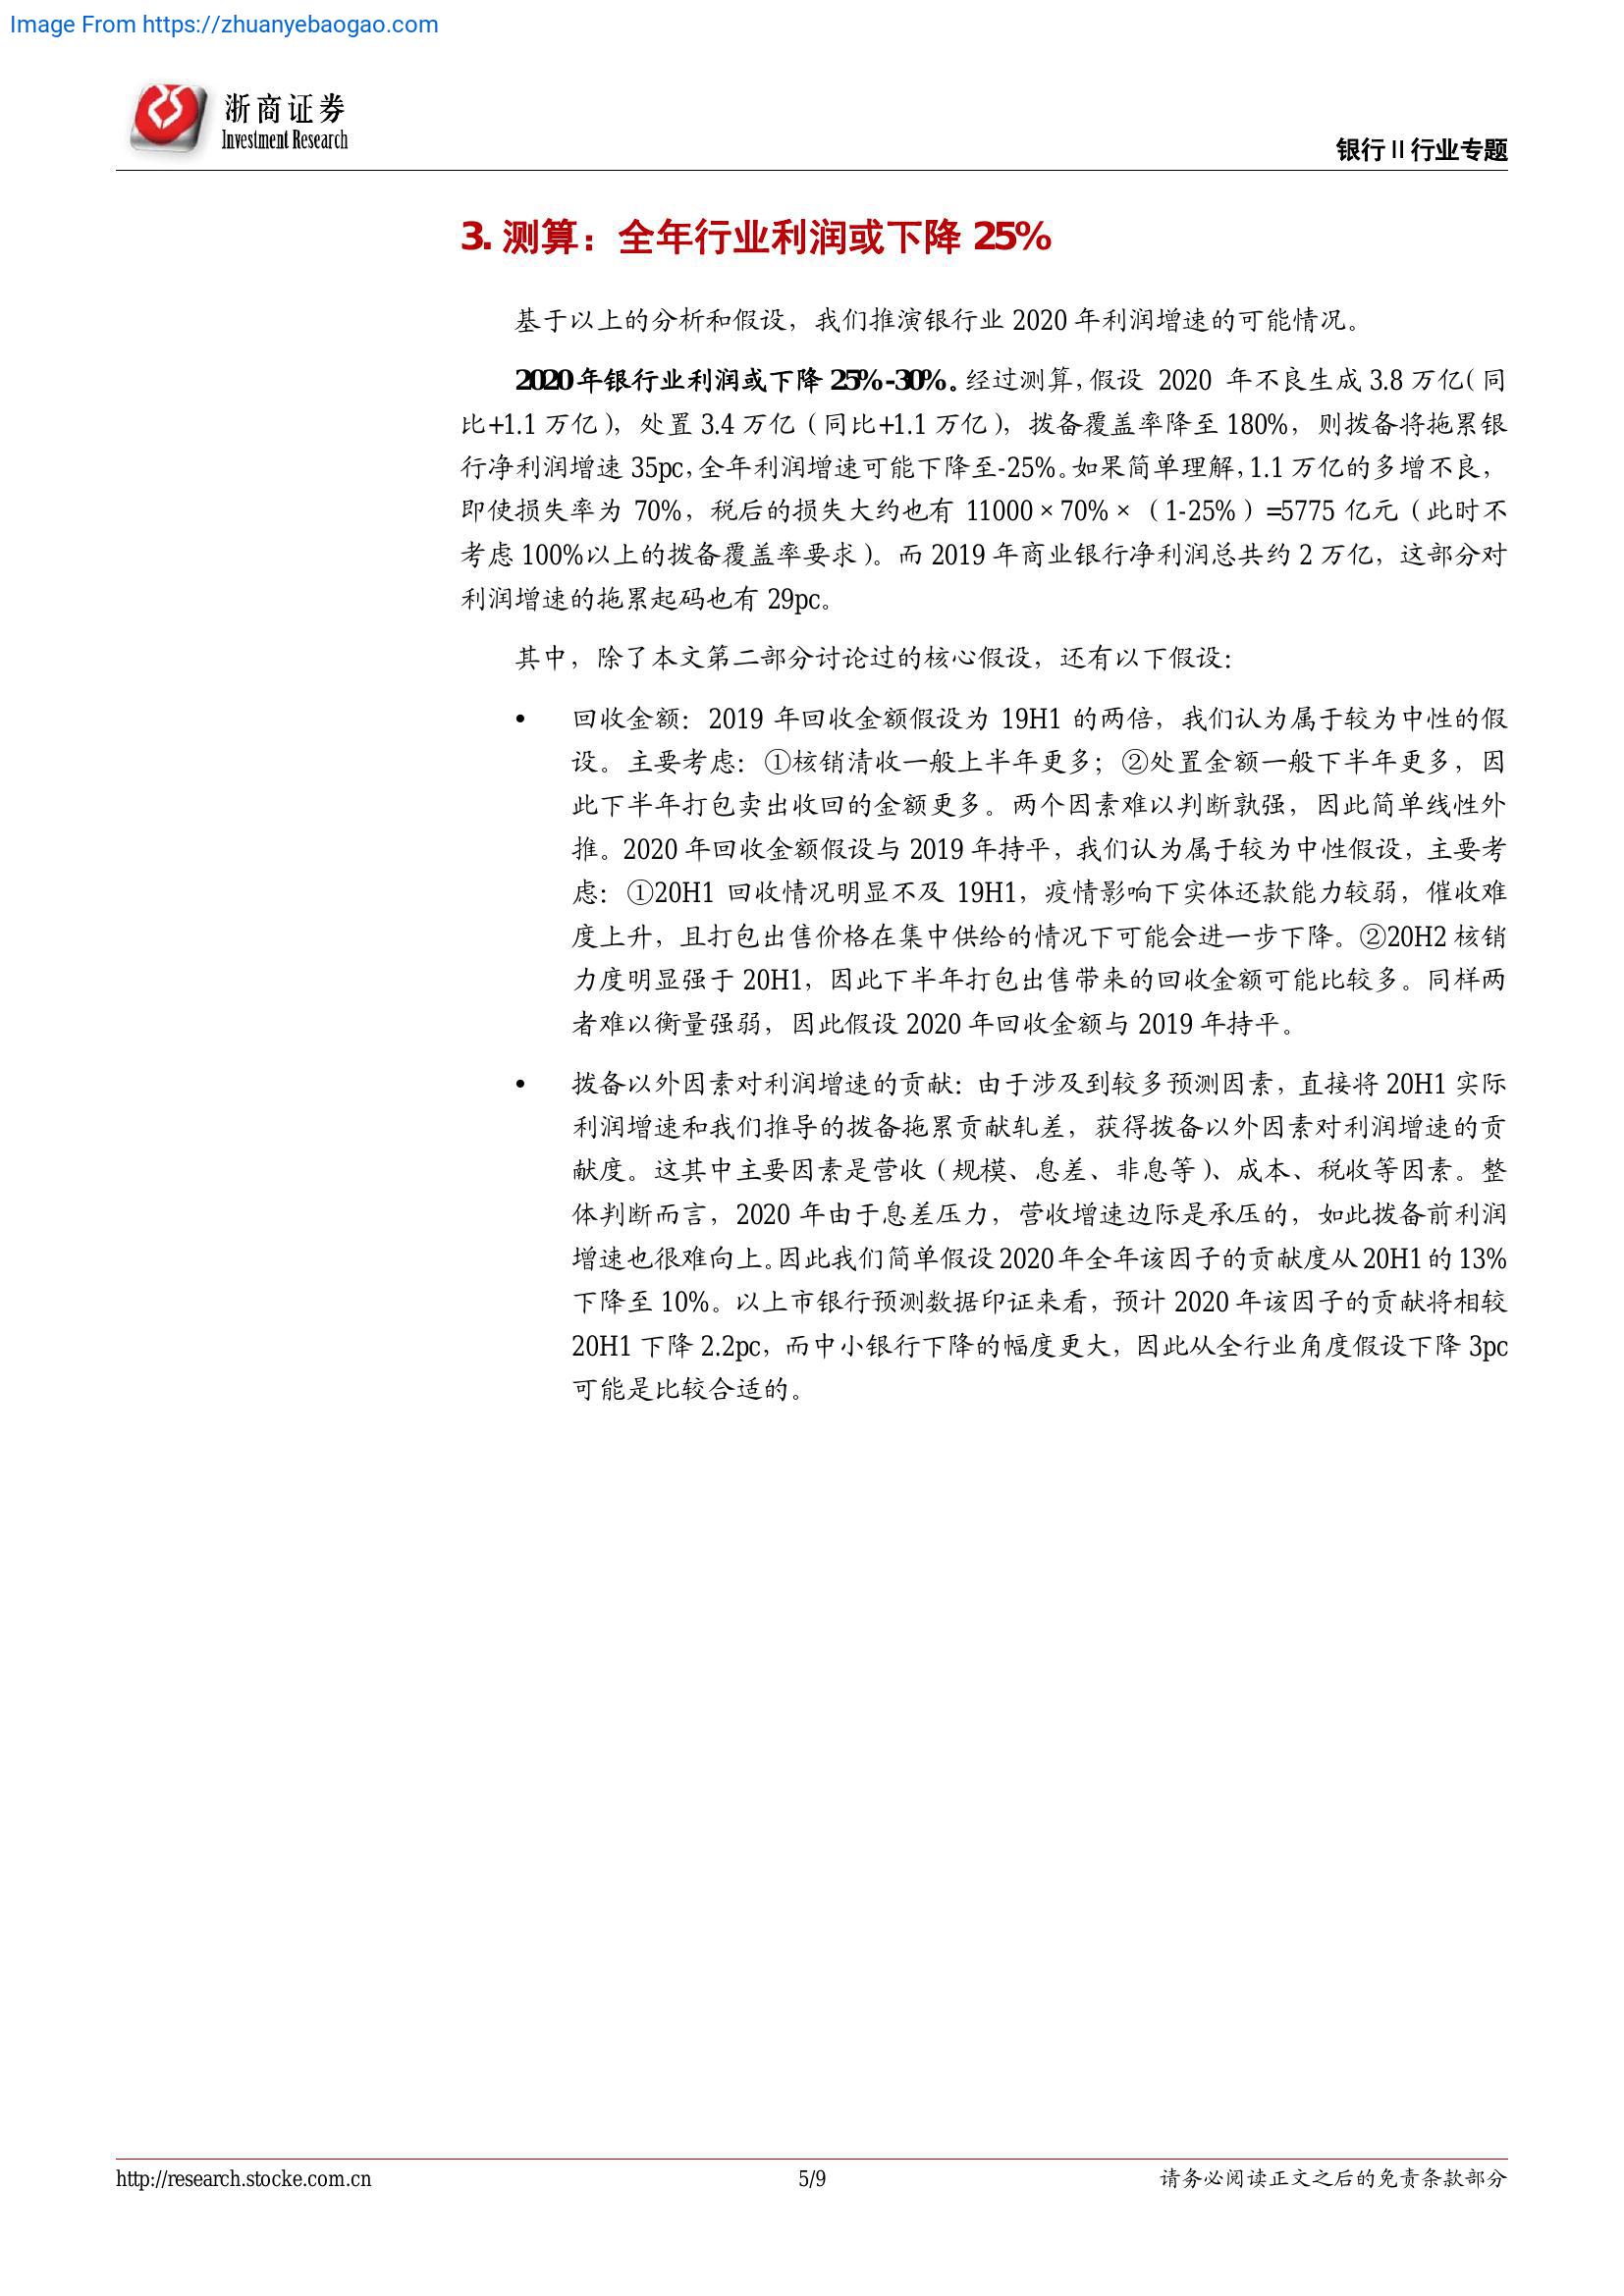 Image From https://zhuanyebaogao.com
浙商证券
Investment Research
银行Ⅱ行业专题
3. 测算：全年行业利润或下降 25%
基于以上的分析和假设，我们推演银行业 2020 年利润增速的可能情况。
2020年银行业利润或下降 25%-30%。经过测算，假设 2020 年不良生成 3.8 万亿（同
比+1.1 万亿），处置 3.4 万亿（同比+1.1 万亿），拨备覆盖率降至 180%，则拨备将拖累银
行净利润增速 35pc，全年利润增速可能下降至-25%。如果简单理解，1.1 万亿的多增不良，
即使损失率为 70%，税后的损失大约也有 11000×70%×（1-25%）=5775 亿元（此时不
考虑 100%以上的拨备覆盖率要求）。而 2019 年商业银行净利润总共约 2 万亿，这部分对
利润增速的拖累起码也有 29pc。
其中，除了本文第二部分讨论过的核心假设，还有以下假设：
• 回收金额：2019 年回收金额假设为 19H1 的两倍，我们认为属于较为中性的假
设。主要考虑：①核销清收一般上半年更多；②处置金额一般下半年更多，因
此下半年打包卖出收回的金额更多。两个因素难以判断孰强，因此简单线性外
推。2020 年回收金额假设与 2019 年持平，我们认为属于较为中性假设，主要考
虑：①20H1 回收情况明显不及 19H1，疫情影响下实体还款能力较弱，催收难
度上升，且打包出售价格在集中供给的情况下可能会进一步下降。②20H2 核销
力度明显强于 20H1，因此下半年打包出售带来的回收金额可能比较多。同样两
者难以衡量强弱，因此假设 2020 年回收金额与 2019 年持平。
• 拨备以外因素对利润增速的贡献：由于涉及到较多预测因素，直接将 20H1 实际
利润增速和我们推导的拨备拖累贡献轧差，获得拨备以外因素对利润增速的贡
献度。这其中主要因素是营收（规模、息差、非息等）、成本、税收等因素。整
体判断而言，2020 年由于息差压力，营收增速边际是承压的，如此拨备前利润
增速也很难向上。因此我们简单假设2020年全年该因子的贡献度从20H1的13%
下降至 10%。以上市银行预测数据印证来看，预计 2020 年该因子的贡献将相较
20H1 下降 2.2pc，而中小银行下降的幅度更大，因此从全行业角度假设下降 3pc
可能是比较合适的。
http://research.stocke.com.cn
5/9
请务必阅读正文之后的免责条款部分